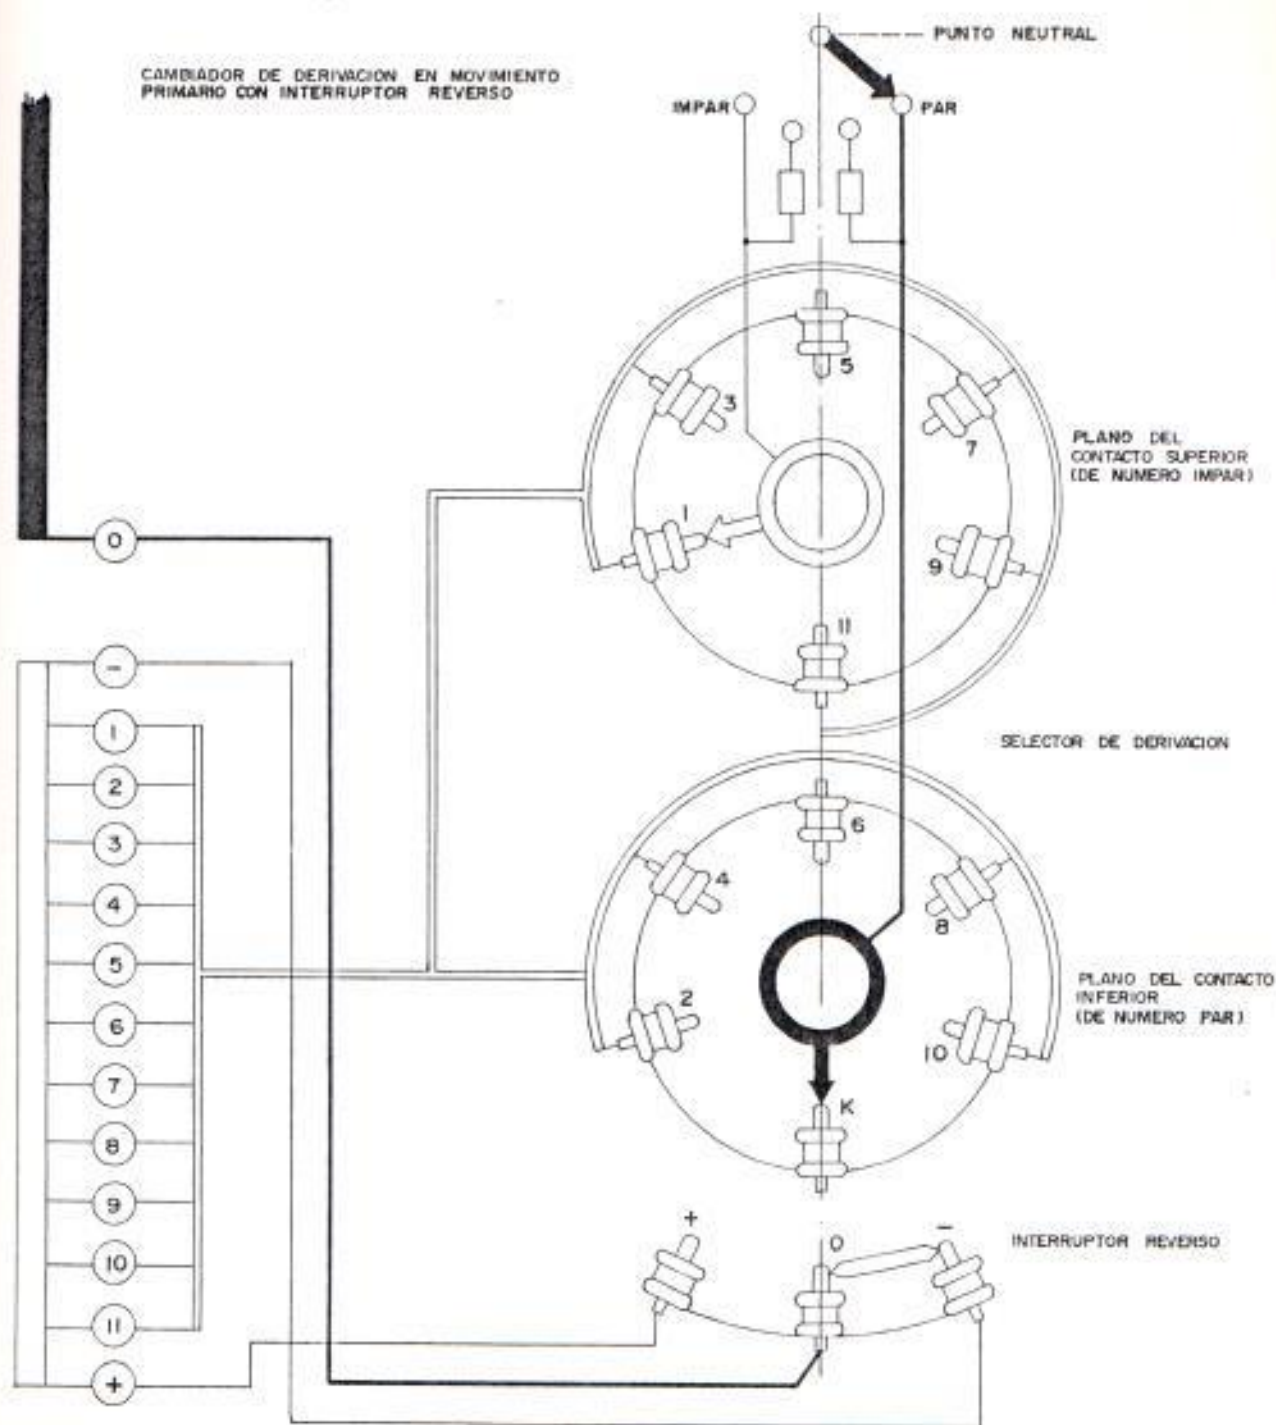 PUNTO NEUTRAL
CAMBIADOR DE DERIVACION EN MOVIMIENTO
PRIMARIO CON INTERRUPTOR REVERSO
IMPAR
PAR
5
3
7
PLANO DEL
CONTACTO SUPERIOR
(DE NUMERO IMPAR)
1
9
11
0
-
1
2
3
4
5
6
7
8
9
10
11
+
SELECTOR DE DERIVACION
6
4
8
2
10
K
PLANO DEL CONTACTO
INFERIOR
(DE NUMERO PAR)
+
0
-
INTERRUPTOR REVERSO